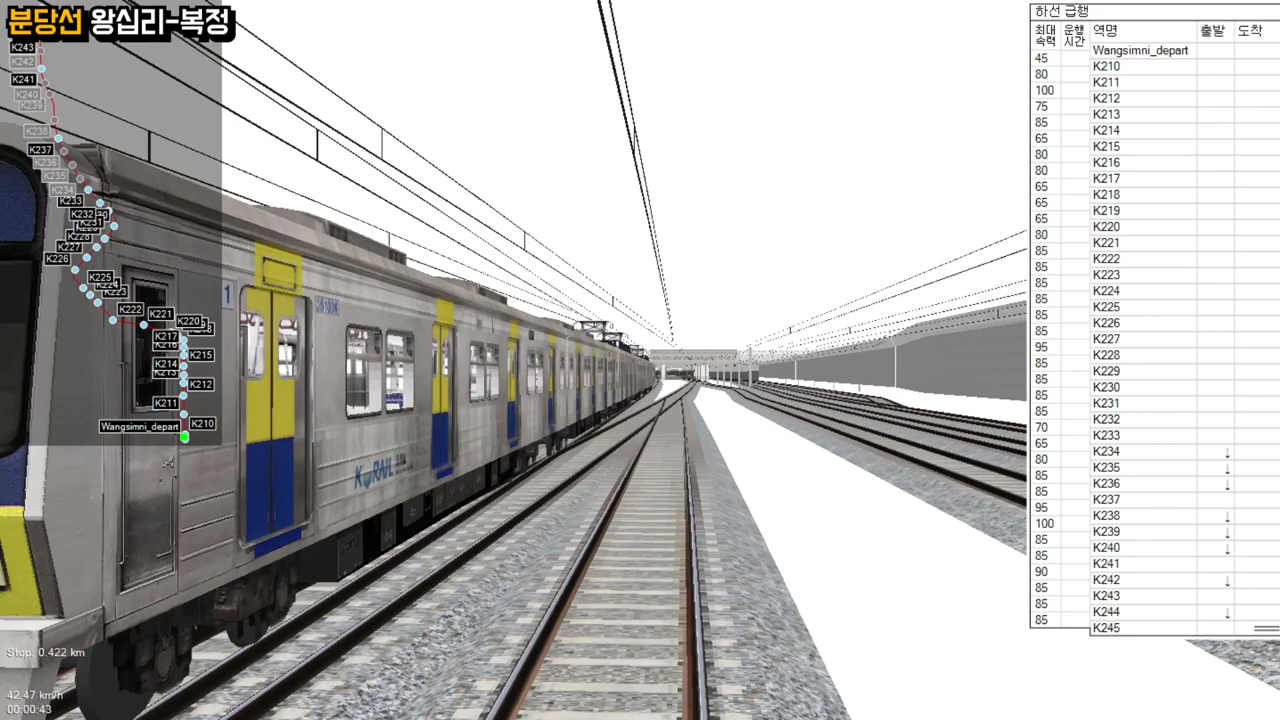 분당선 왕십리-복정
K243
K242
K241
K240
K239
K238
K237
K236
K235
K234
K233
K232
K231
K228
K227
K226
K225
K223
K222
K221
K220
K217
K215
K214
K212
K211
K210
Wangsimni_depart
1
KORAIL
Stop: 0.422 km
42.47 km/h
00:00:43
하선 급행
최대 속력 운행 시간 역명 출발 도착
Wangsimni_depart
45
K210
80
K211
100
K212
75
K213
85
K214
65
K215
80
K216
80
K217
65
K218
65
K219
65
K220
80
K221
85
K222
85
K223
85
K224
85
K225
85
K226
85
K227
95
K228
85
K229
85
K230
85
K231
85
K232
70
K233
65
K234 ↓
80
K235 ↓
85
K236 ↓
85
K237
95
K238 ↓
100
K239 ↓
85
K240 ↓
85
K241
90
K242 ↓
85
K243
85
K244 ↓
85
K245